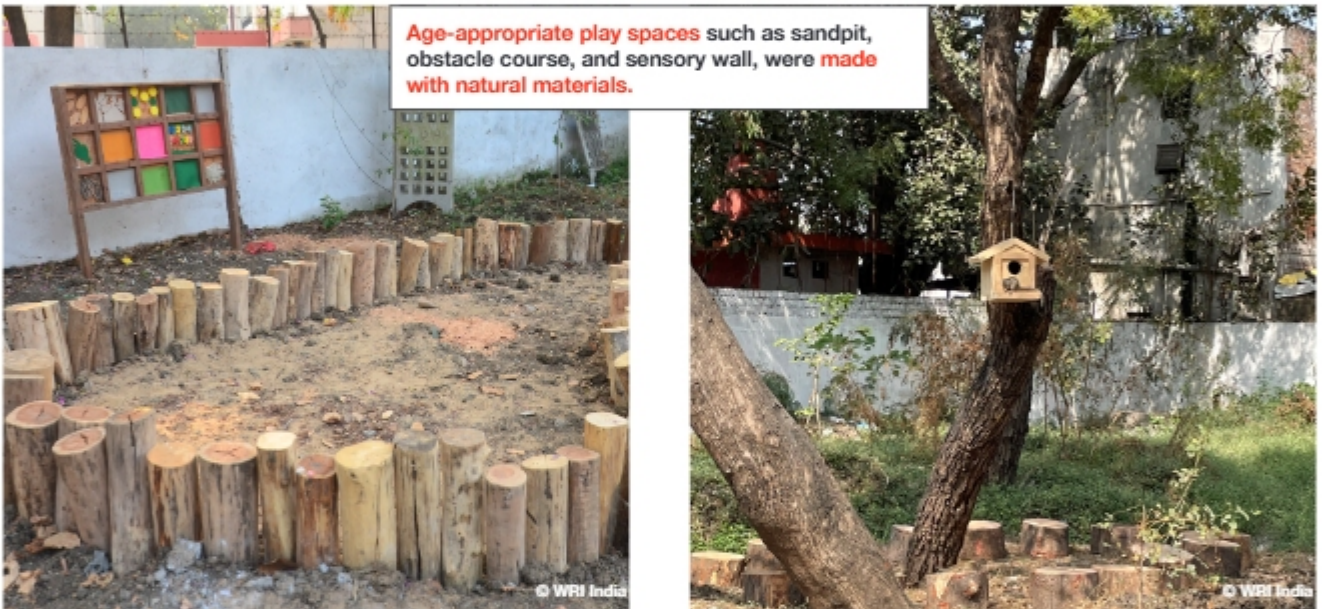 Age-appropriate play spaces such as sandpit,
obstacle course, and sensory wall, were made
with natural materials.
© WRI India
© WRI India